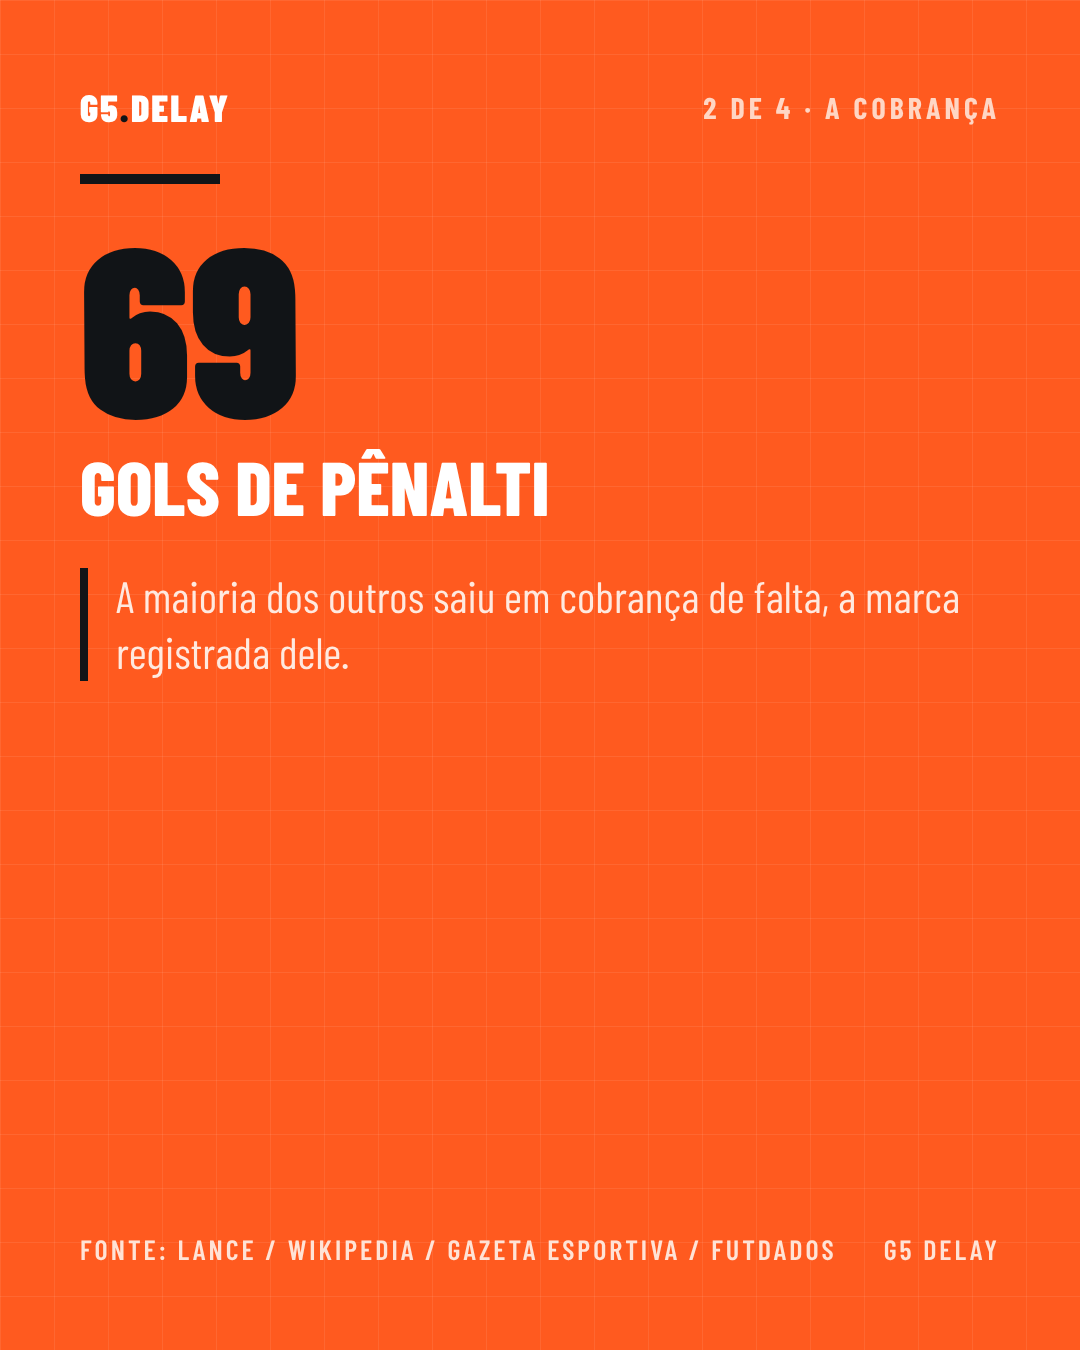 G5.DELAY
2 DE 4 · A COBRANÇA
69
GOLS DE PÊNALTI
A maioria dos outros saiu em cobrança de falta, a marca
registrada dele.
FONTE: LANCE / WIKIPEDIA / GAZETA ESPORTIVA / FUTDADOS
G5 DELAY